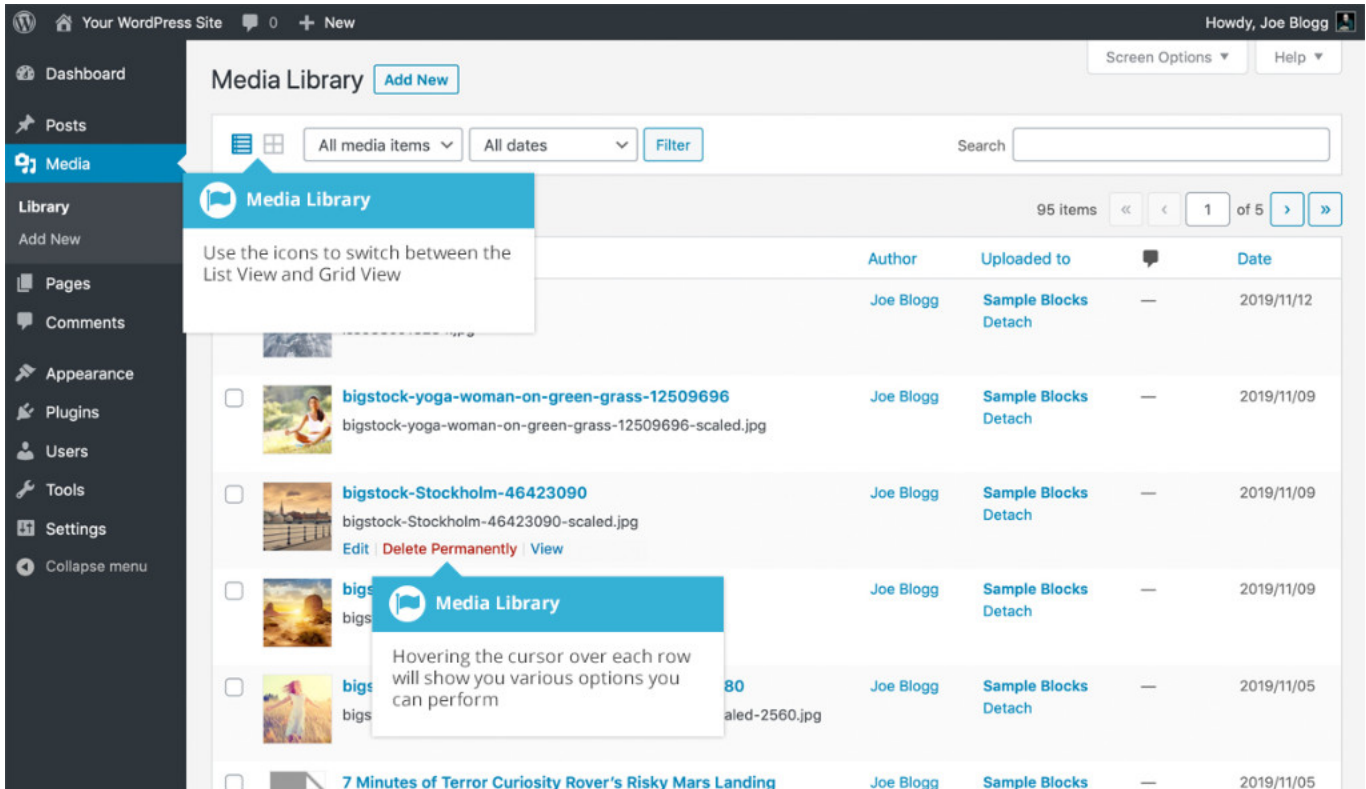 Your WordPress Site 0 + New Howdy, Joe Blogg
Screen Options ▼ Help ▼
Dashboard
Posts
Media
Library
Add New
Pages
Comments
Appearance
Plugins
Users
Tools
Settings
Collapse menu
Media Library Add New
All media items All dates Filter Search
Media Library
Use the icons to switch between the
List View and Grid View
95 items « ‹ 1 of 5 › »
Author Uploaded to Date
Joe Blogg Sample Blocks — 2019/11/12
Detach
bigstock-yoga-woman-on-green-grass-12509696 Joe Blogg Sample Blocks — 2019/11/09
bigstock-yoga-woman-on-green-grass-12509696-scaled.jpg Detach
bigstock-Stockholm-46423090 Joe Blogg Sample Blocks — 2019/11/09
bigstock-Stockholm-46423090-scaled.jpg Detach
Edit | Delete Permanently | View
bigs Joe Blogg Sample Blocks — 2019/11/09
bigs Detach
Media Library
Hovering the cursor over each row
will show you various options you
can perform
bigs 80 Joe Blogg Sample Blocks — 2019/11/05
bigs aled-2560.jpg Detach
7 Minutes of Terror Curiosity Rover's Risky Mars Landing Joe Blogg Sample Blocks — 2019/11/05